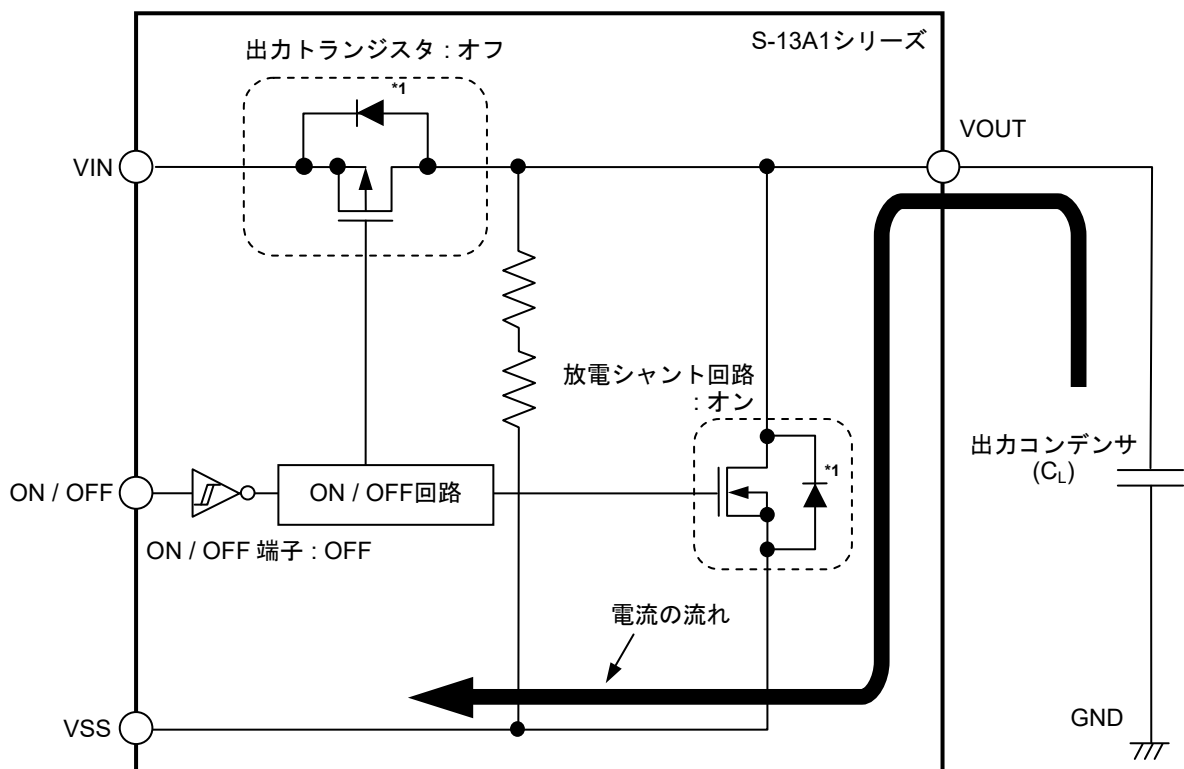 S-13A1シリーズ
出力トランジスタ : オフ
*1
VOUT
VIN
放電シャント回路
: オン
*1
出力コンデンサ
(CL)
ON / OFF
ON / OFF回路
ON / OFF 端子 : OFF
電流の流れ
GND
VSS